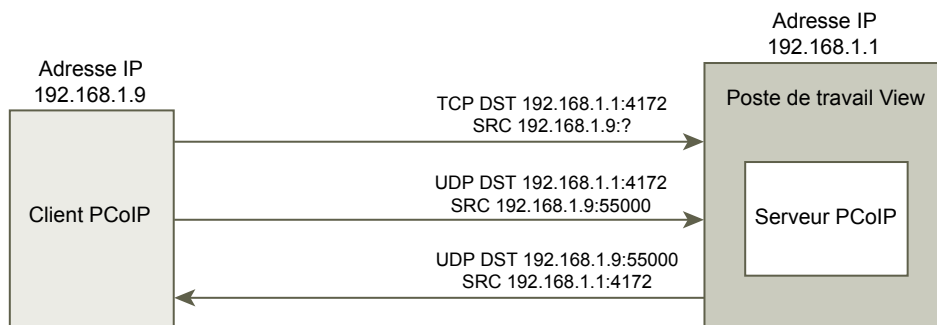 Adresse IP
192.168.1.1
Adresse IP
192.168.1.9
TCP DST 192.168.1.1:4172
SRC 192.168.1.9:?
Poste de travail View
UDP DST 192.168.1.1:4172
SRC 192.168.1.9:55000
Client PCoIP
Serveur PCoIP
UDP DST 192.168.1.9:55000
SRC 192.168.1.1:4172